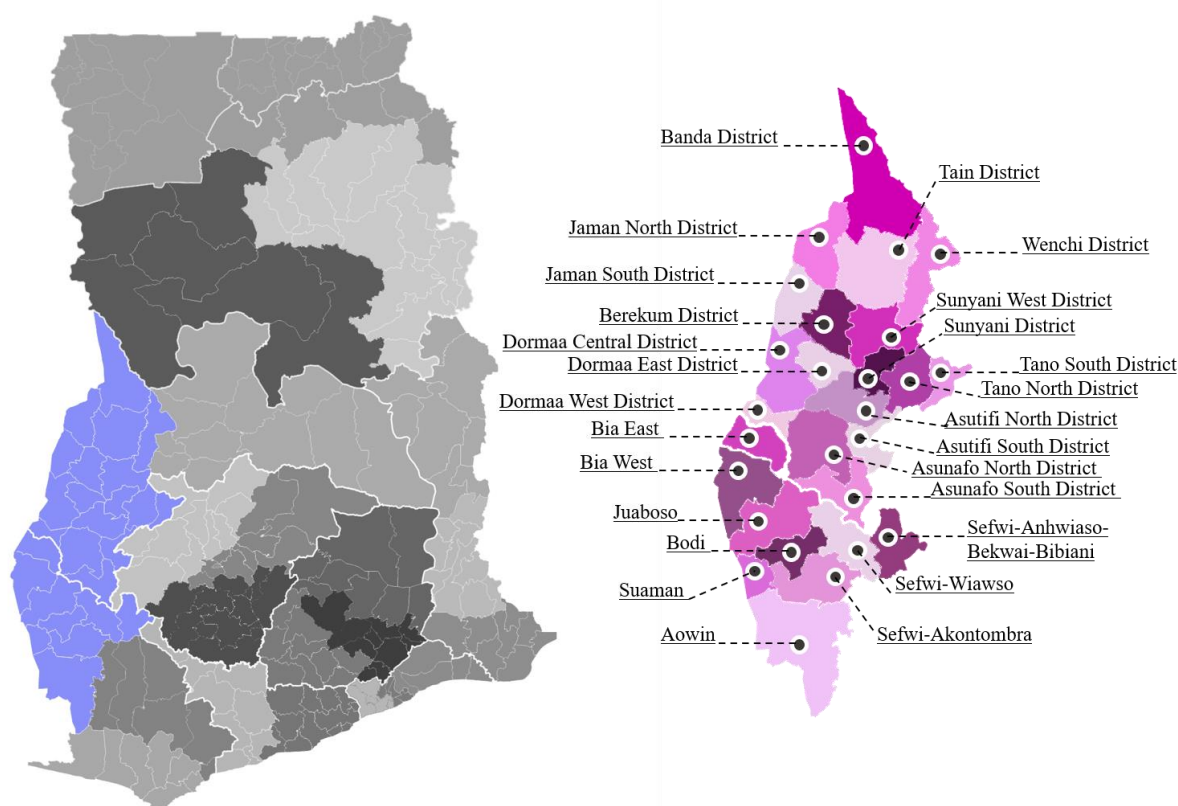 Banda District
Tain District
Jaman North District
Wenchi District
Jaman South District
Sunyani West District
Berekum District
Sunyani District
Dormaa Central District
Dormaa East District
Tano South District
Tano North District
Dormaa West District
Asutifi North District
Bia East
Asutifi South District
Bia West
Asunafo North District
Asunafo South District
Juaboso
Sefwi-Anhwiaso-
Bekwai-Bibiani
Bodi
Sefwi-Wiawso
Suaman
Aowin
Sefwi-Akontombra